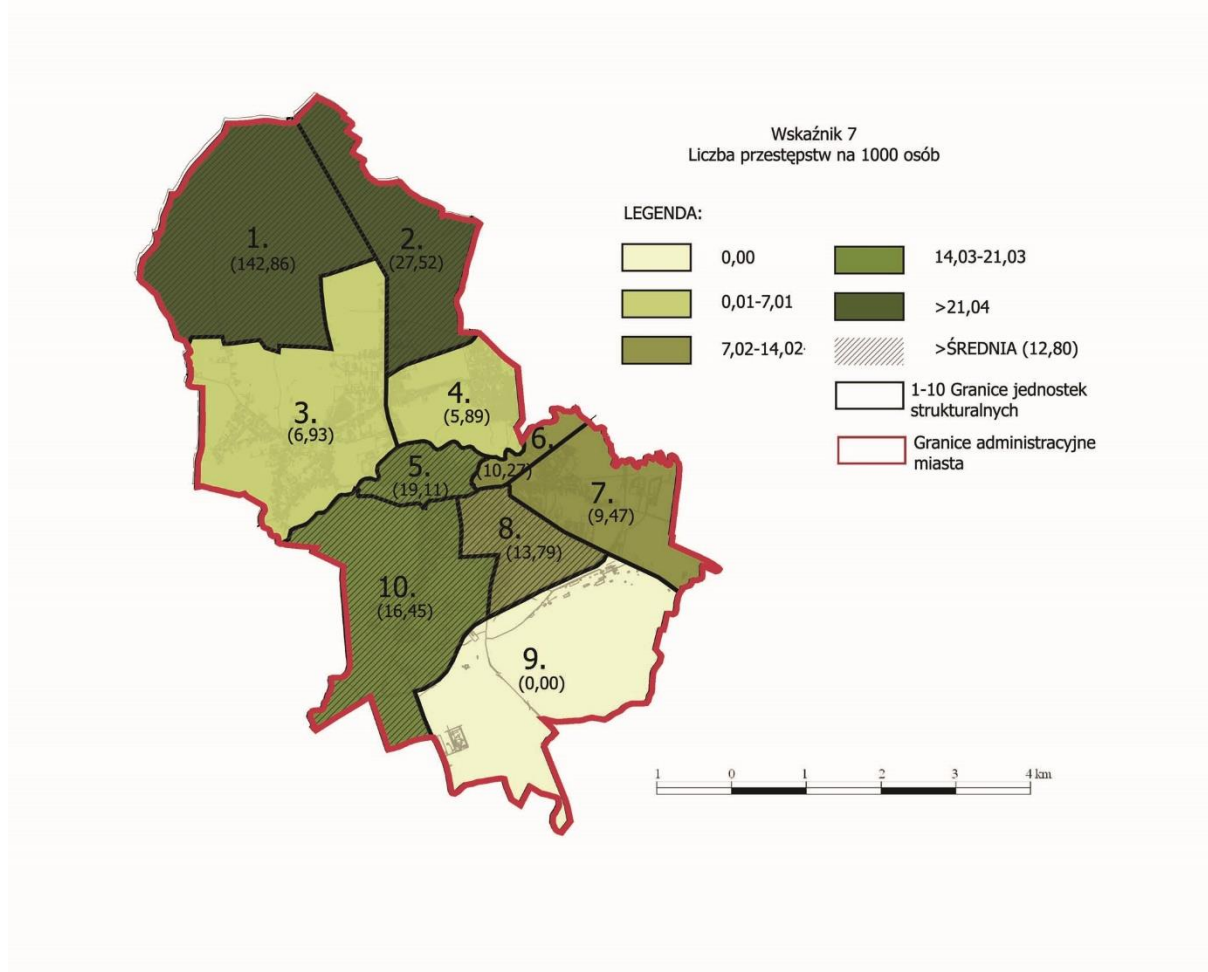 Wskaźnik 7
Liczba przestępstw na 1000 osób
LEGENDA:
0,00
0,01-7,01
7,02-14,02
14,03-21,03
>21,04
>ŚREDNIA (12,80)
1-10 Granice jednostek
strukturalnych
Granice administracyjne
miasta
1.
(142,86)
2.
(27,52)
3.
(6,93)
4.
(5,89)
5.
(19,11)
6.
(10,27)
7.
(9,47)
8.
(13,79)
9.
(0,00)
10.
(16,45)
1 0 1 2 3 4 km